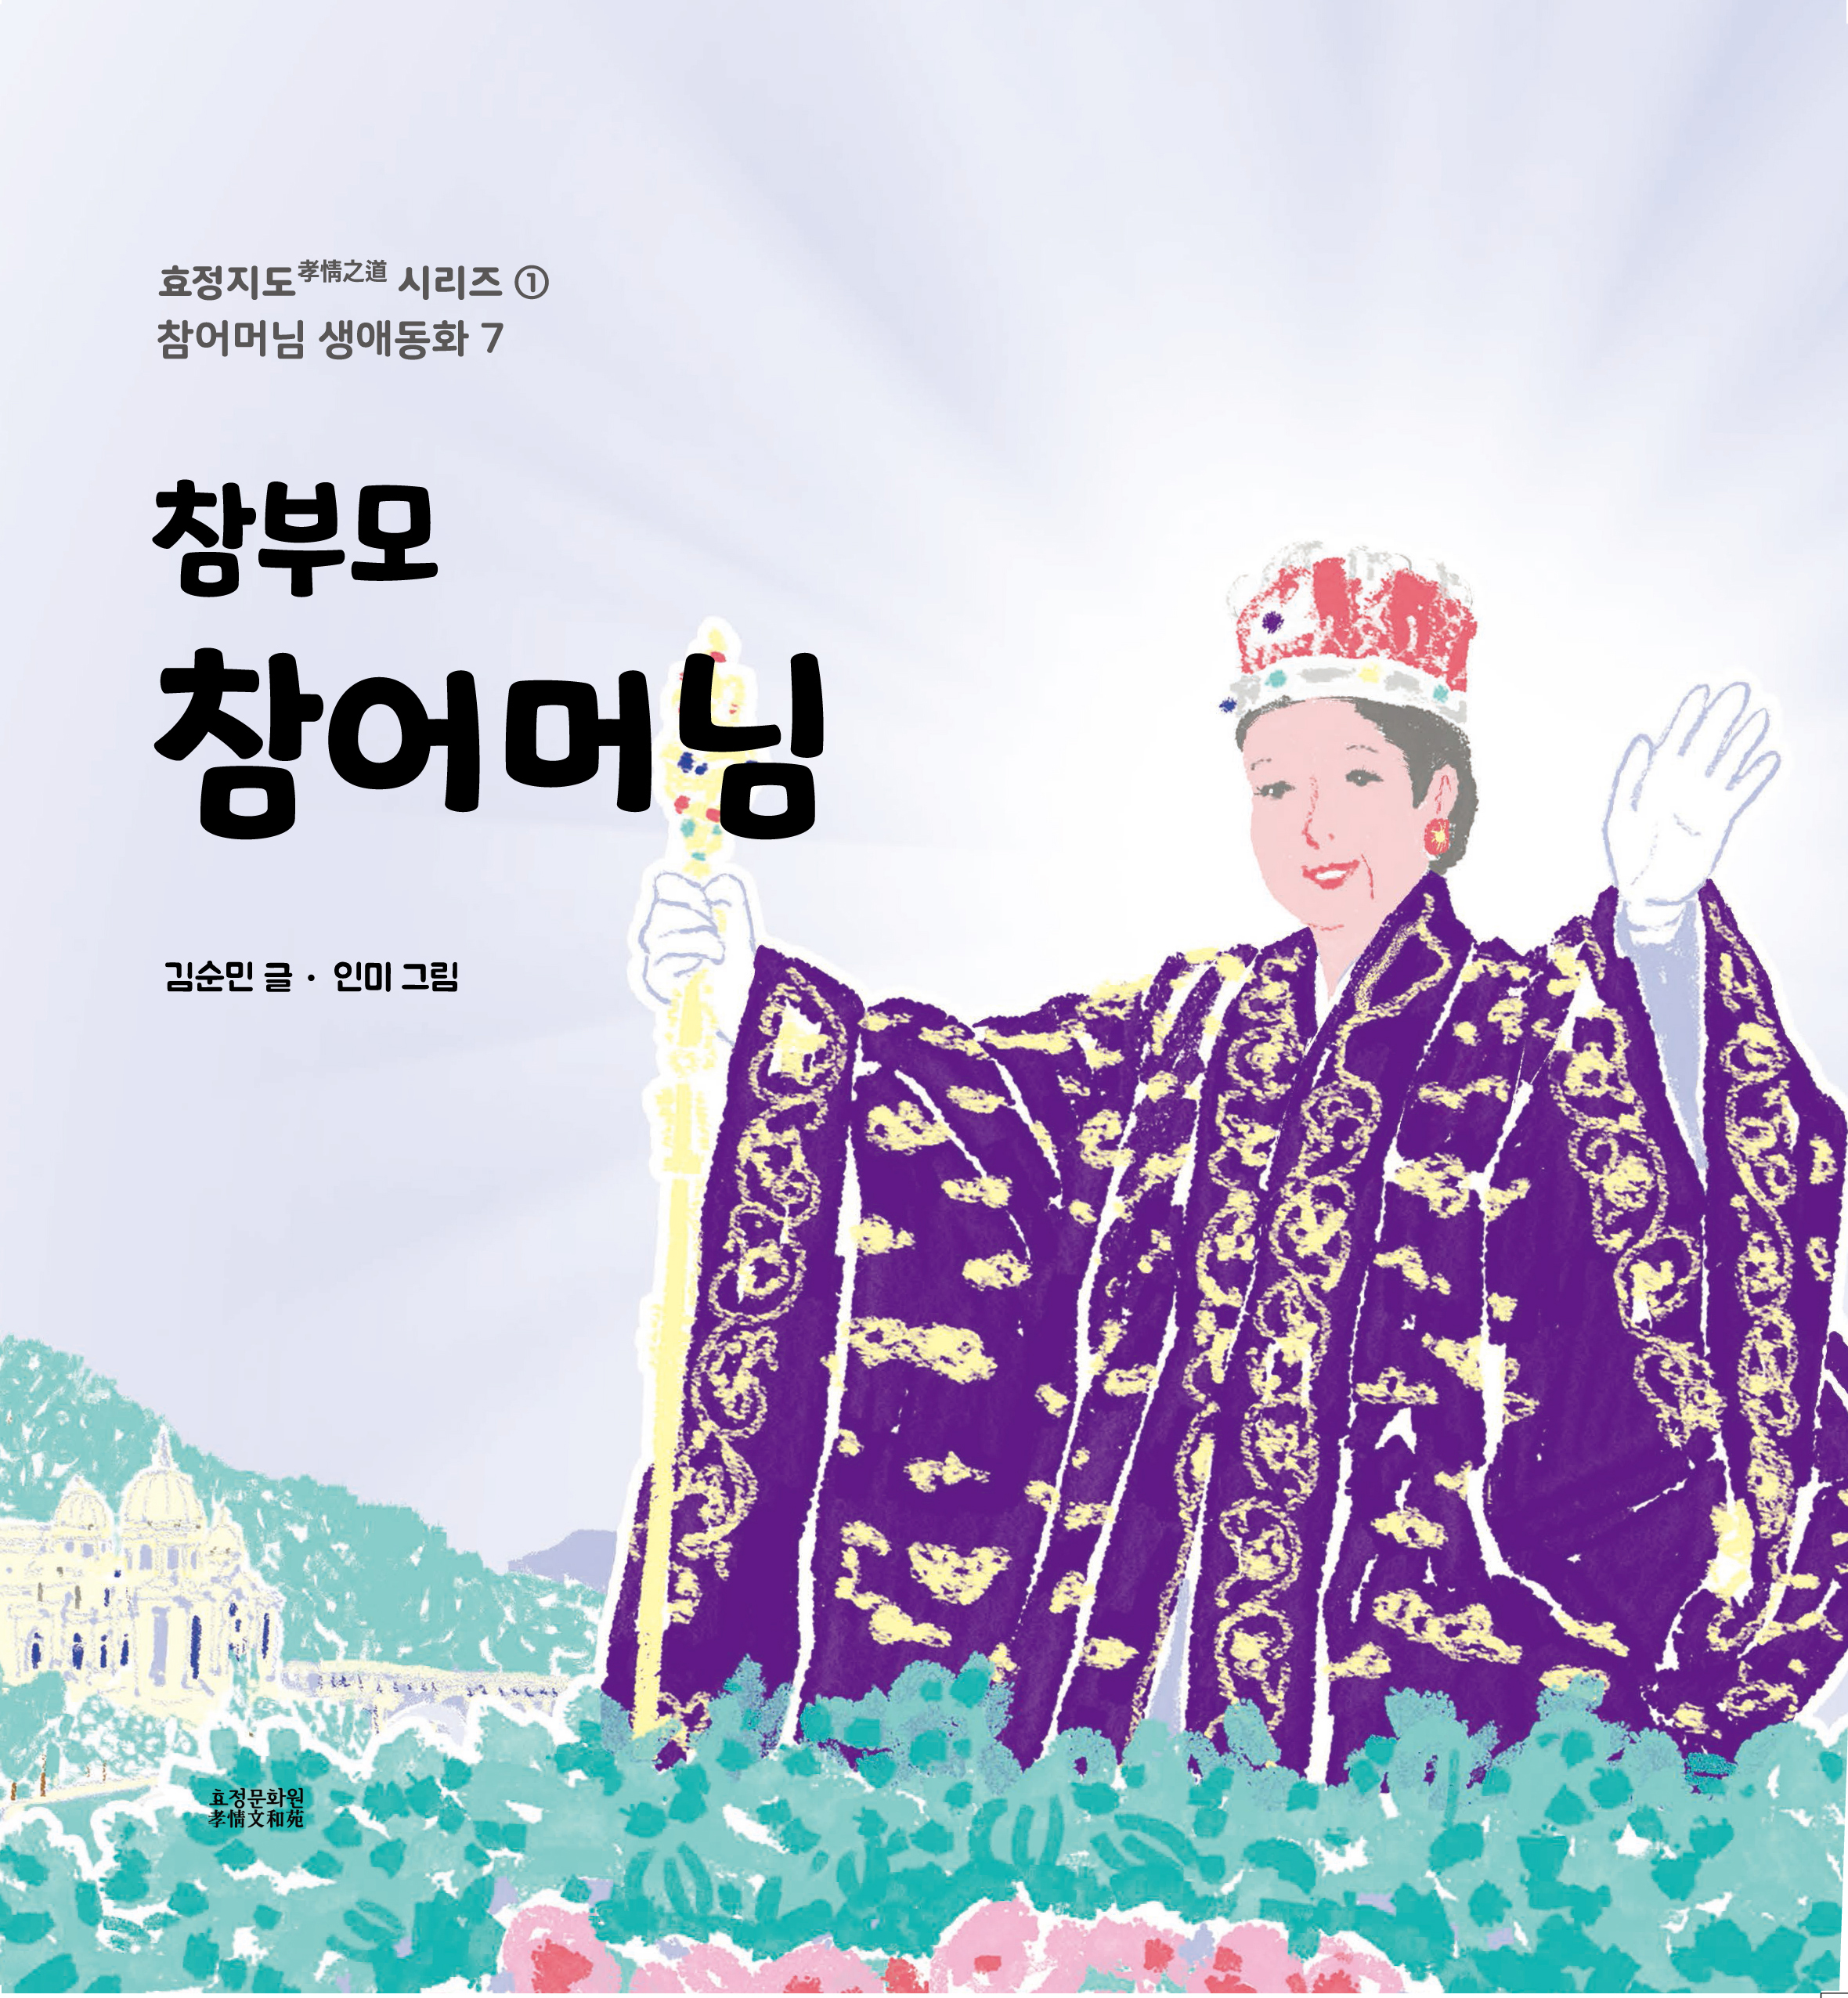 효정지도孝情之道 시리즈 ①
참어머님 생애동화 7
참부모
참어머님
김순민 글 · 인미 그림
효정문화원
孝情文和苑